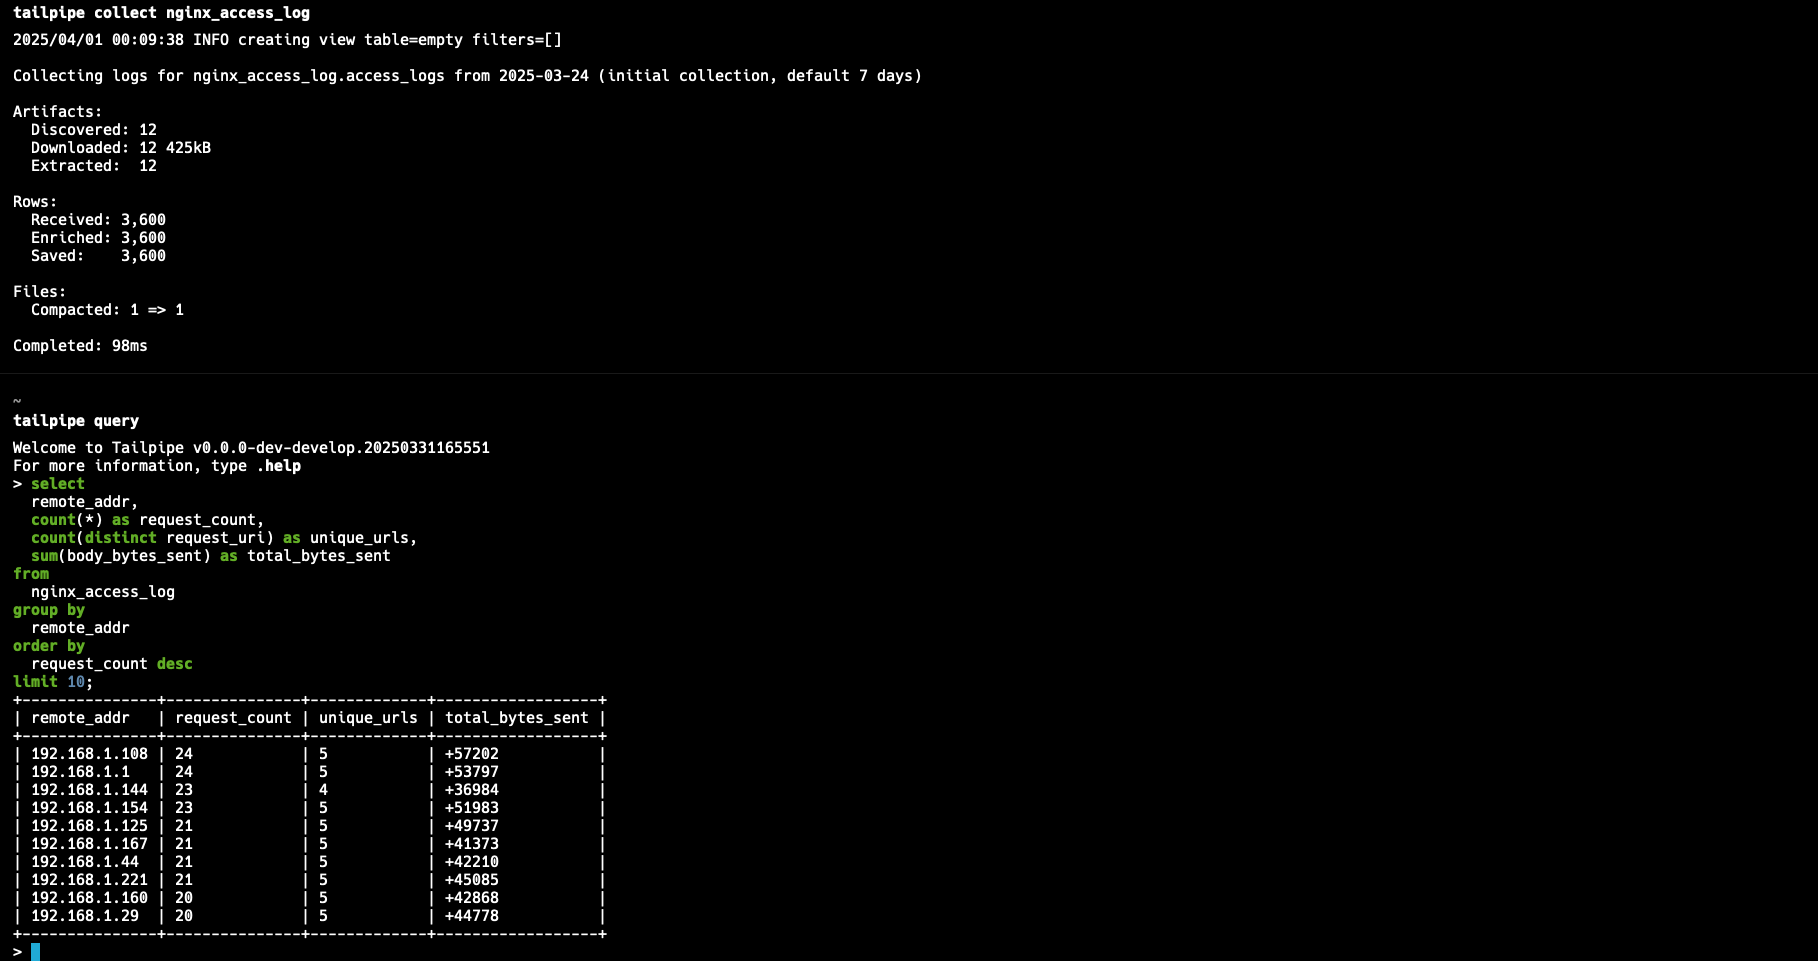 tailpipe collect nginx_access_log
2025/04/01 00:09:38 INFO creating view table=empty filters=[]
Collecting logs for nginx_access_log.access_logs from 2025-03-24 (initial collection, default 7 days)
Artifacts:
  Discovered: 12
  Downloaded: 12 425kB
  Extracted:  12
Rows:
  Received: 3,600
  Enriched: 3,600
  Saved:    3,600
Files:
  Compacted: 1 => 1
Completed: 98ms
~
tailpipe query
Welcome to Tailpipe v0.0.0-dev-develop.20250331165551
For more information, type .help
> select
  remote_addr,
  count(*) as request_count,
  count(distinct request_uri) as unique_urls,
  sum(body_bytes_sent) as total_bytes_sent
from
  nginx_access_log
group by
  remote_addr
order by
  request_count desc
limit 10;
+---------------+---------------+-------------+------------------+
| remote_addr   | request_count | unique_urls | total_bytes_sent |
+---------------+---------------+-------------+------------------+
| 192.168.1.108 | 24            | 5           | +57202           |
| 192.168.1.1   | 24            | 5           | +53797           |
| 192.168.1.144 | 23            | 4           | +36984           |
| 192.168.1.154 | 23            | 5           | +51983           |
| 192.168.1.125 | 21            | 5           | +49737           |
| 192.168.1.167 | 21            | 5           | +41373           |
| 192.168.1.44  | 21            | 5           | +42210           |
| 192.168.1.221 | 21            | 5           | +45085           |
| 192.168.1.160 | 20            | 5           | +42868           |
| 192.168.1.29  | 20            | 5           | +44778           |
+---------------+---------------+-------------+------------------+
>